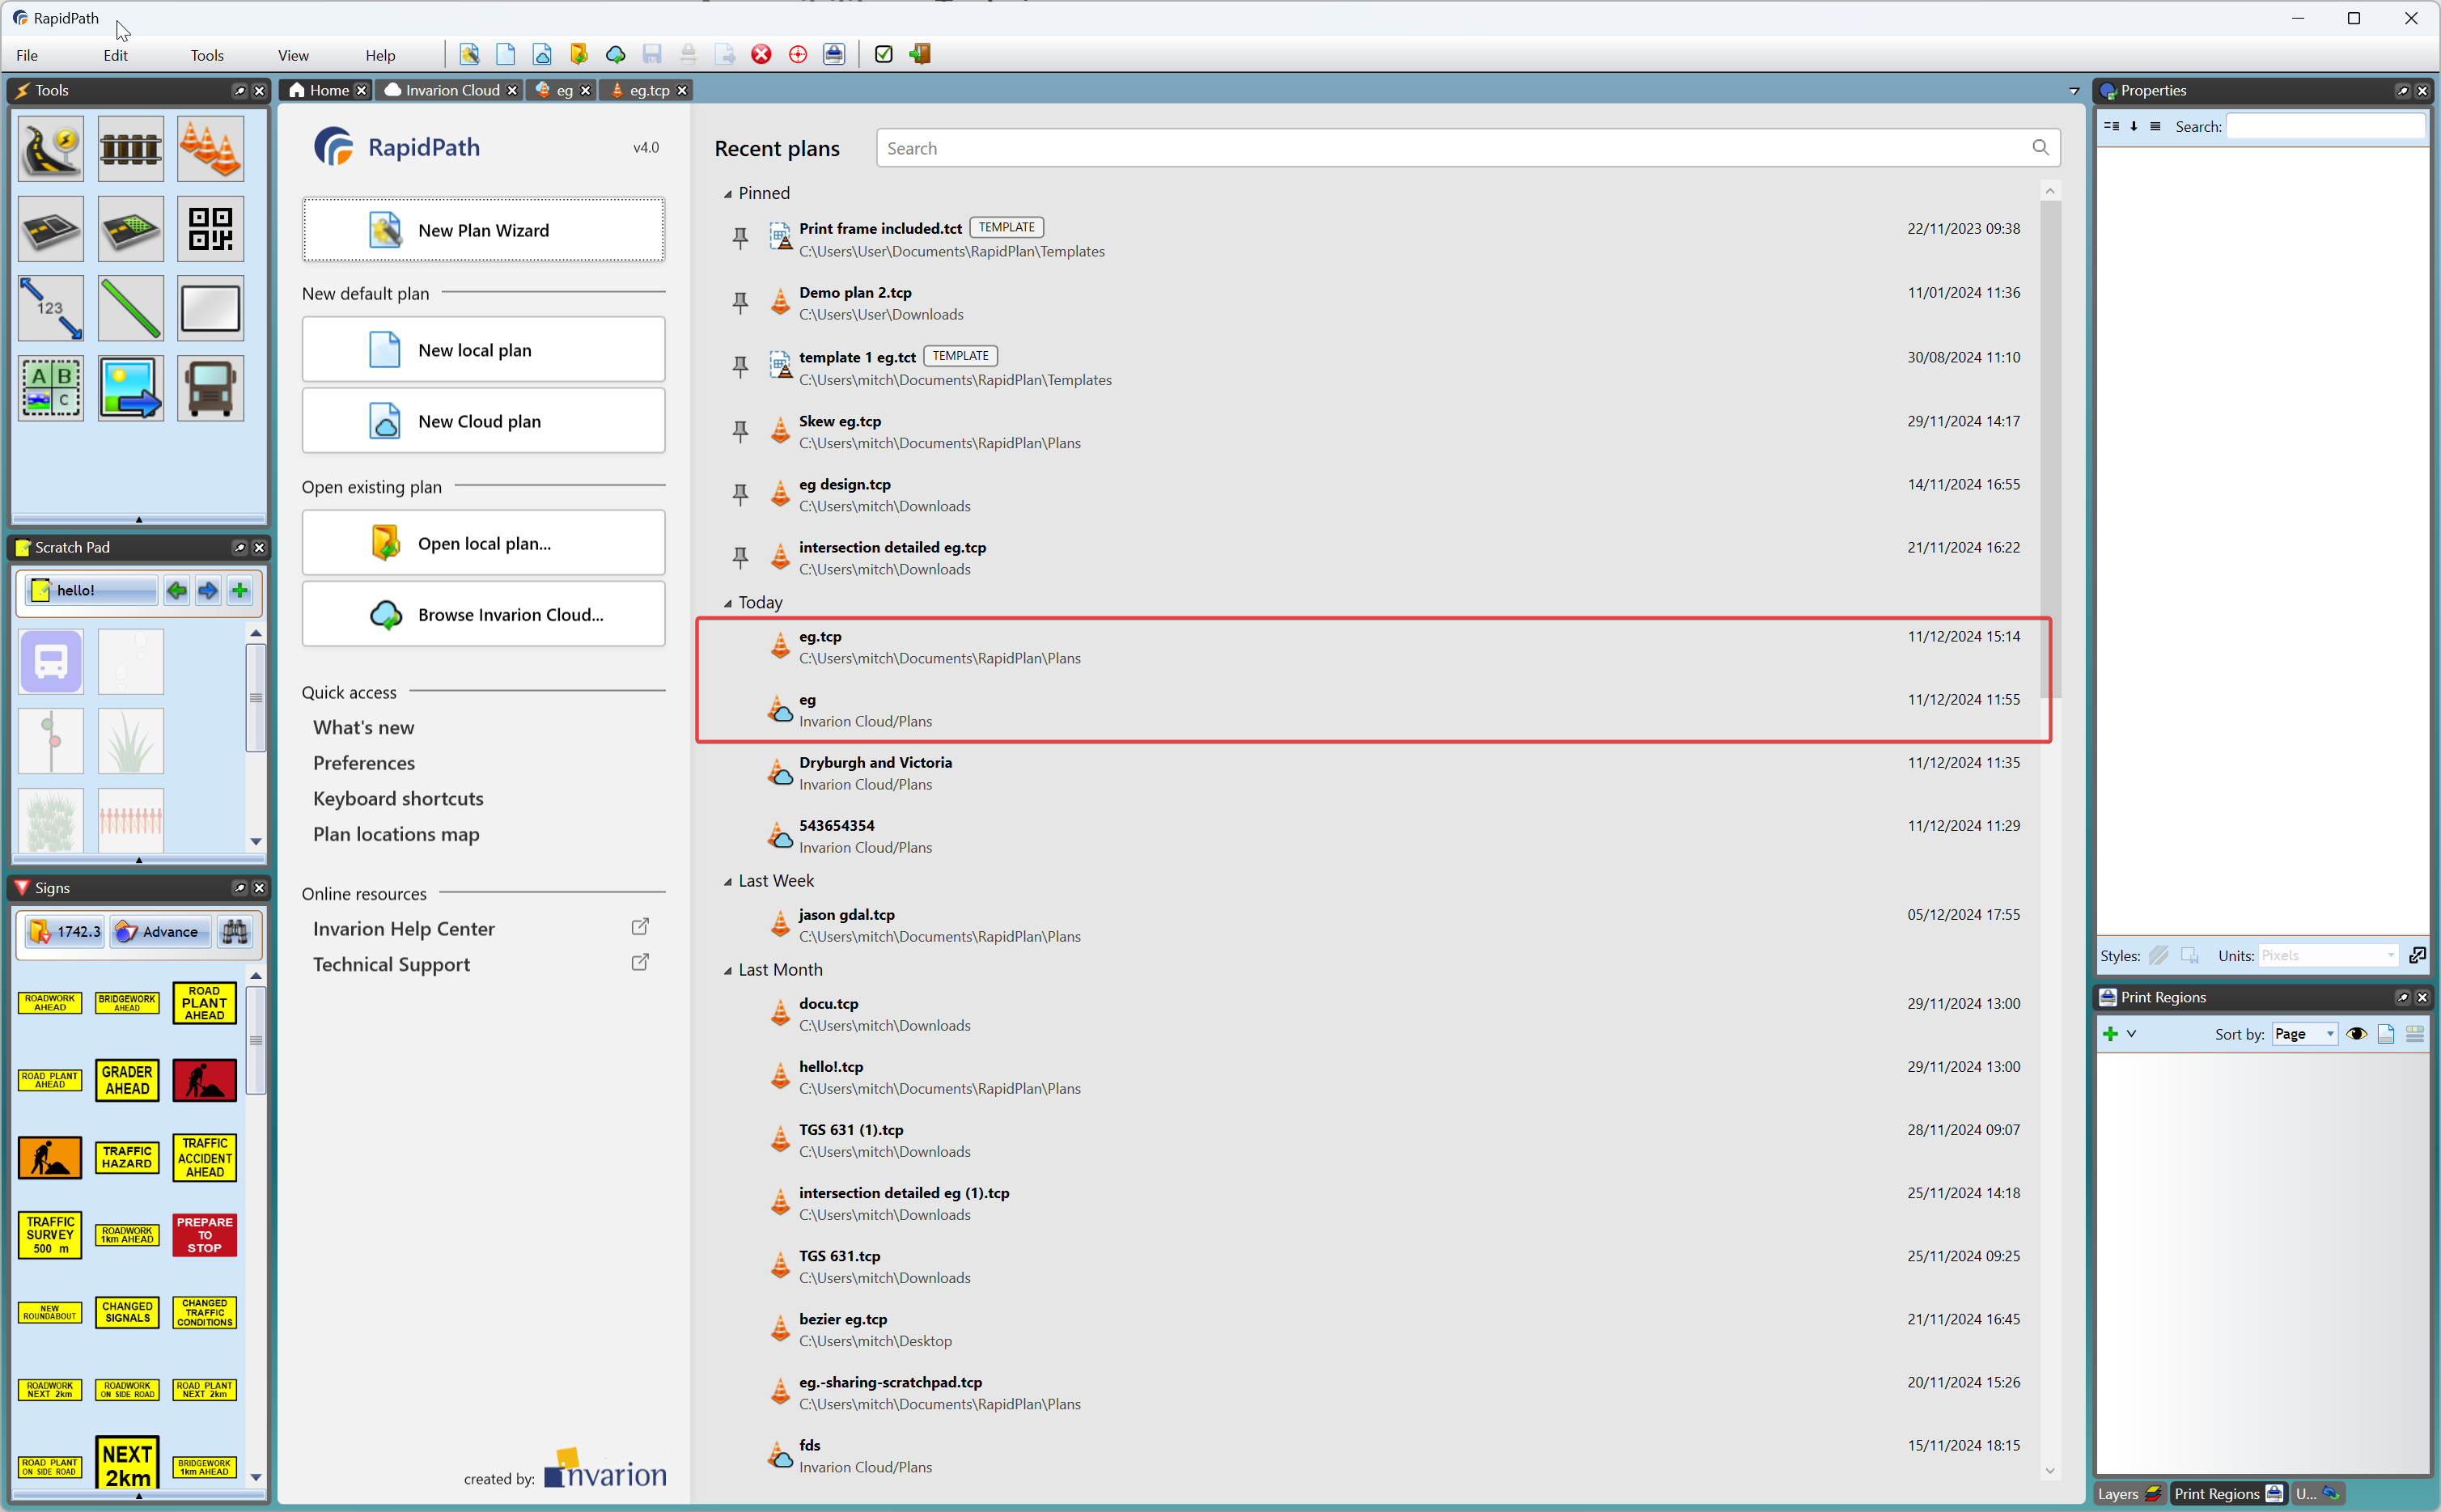 RapidPath
File Edit Tools View Help
Tools
Home Invarion Cloud eg eg.tcp
Properties
Search:
123
A B
C
RapidPath v4.0
New Plan Wizard
New default plan
New local plan
New Cloud plan
Open existing plan
Open local plan...
Browse Invarion Cloud...
Quick access
What's new
Preferences
Keyboard shortcuts
Plan locations map
Online resources
Invarion Help Center
Technical Support
created by: invarion
Recent plans Search
Pinned
Print frame included.tct TEMPLATE 22/11/2023 09:38
C:\Users\User\Documents\RapidPlan\Templates
Demo plan 2.tcp 11/01/2024 11:36
C:\Users\User\Downloads
template 1 eg.tct TEMPLATE 30/08/2024 11:10
C:\Users\mitch\Documents\RapidPlan\Templates
Skew eg.tcp 29/11/2024 14:17
C:\Users\mitch\Documents\RapidPlan\Plans
eg design.tcp 14/11/2024 16:55
C:\Users\mitch\Downloads
intersection detailed eg.tcp 21/11/2024 16:22
C:\Users\mitch\Downloads
Today
eg.tcp 11/12/2024 15:14
C:\Users\mitch\Documents\RapidPlan\Plans
eg 11/12/2024 11:55
Invarion Cloud/Plans
Dryburgh and Victoria 11/12/2024 11:35
Invarion Cloud/Plans
543654354 11/12/2024 11:29
Invarion Cloud/Plans
Last Week
jason gdal.tcp 05/12/2024 17:55
C:\Users\mitch\Documents\RapidPlan\Plans
Last Month
docu.tcp 29/11/2024 13:00
C:\Users\mitch\Downloads
hello!.tcp 29/11/2024 13:00
C:\Users\mitch\Documents\RapidPlan\Plans
TGS 631 (1).tcp 28/11/2024 09:07
C:\Users\mitch\Downloads
intersection detailed eg (1).tcp 25/11/2024 14:18
C:\Users\mitch\Downloads
TGS 631.tcp 25/11/2024 09:25
C:\Users\mitch\Downloads
bezier eg.tcp 21/11/2024 16:45
C:\Users\mitch\Desktop
eg.-sharing-scratchpad.tcp 20/11/2024 15:26
C:\Users\mitch\Documents\RapidPlan\Plans
fds 15/11/2024 18:15
Invarion Cloud/Plans
Scratch Pad
hello!
Signs
1742.3 Advance
ROADWORK
AHEAD
BRIDGEWORK
AHEAD
ROAD
PLANT
AHEAD
ROAD PLANT
AHEAD
GRADER
AHEAD
TRAFFIC
HAZARD
TRAFFIC
ACCIDENT
AHEAD
TRAFFIC
SURVEY
500 m
ROADWORK
1km AHEAD
PREPARE
TO
STOP
NEW
ROUNDABOUT
CHANGED
SIGNALS
CHANGED
TRAFFIC
CONDITIONS
ROADWORK
NEXT 2km
ROADWORK
ON SIDE ROAD
ROAD PLANT
NEXT 2km
ROAD PLANT
ON SIDE ROAD
NEXT
2km
BRIDGEWORK
1km AHEAD
Styles: Units: Pixels
Print Regions
Sort by: Page
Layers Print Regions U...